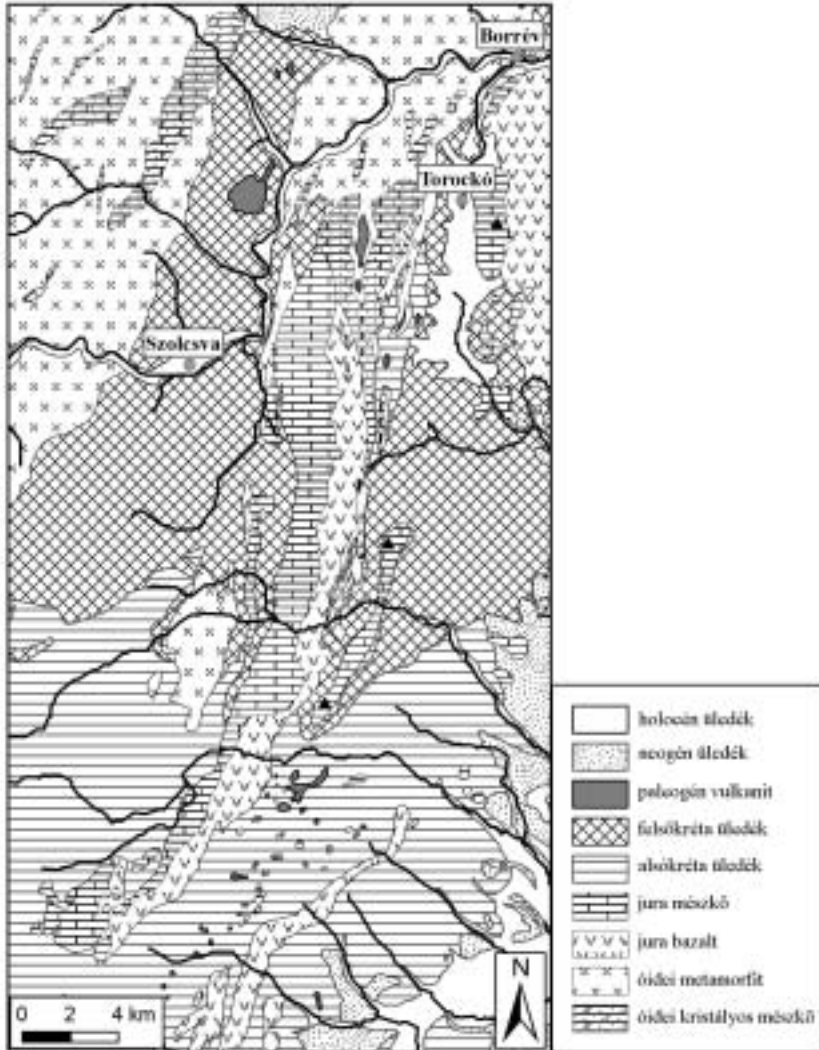 Borrév
Torockó
Szolcsva
holocén üledék
neogén üledék
paleogén vulkanit
felsőkréta üledék
alsókréta üledék
jura mészkő
jura bazalt
óidei metamorfit
óidei kristályos mészkő
N
0 2 4 km